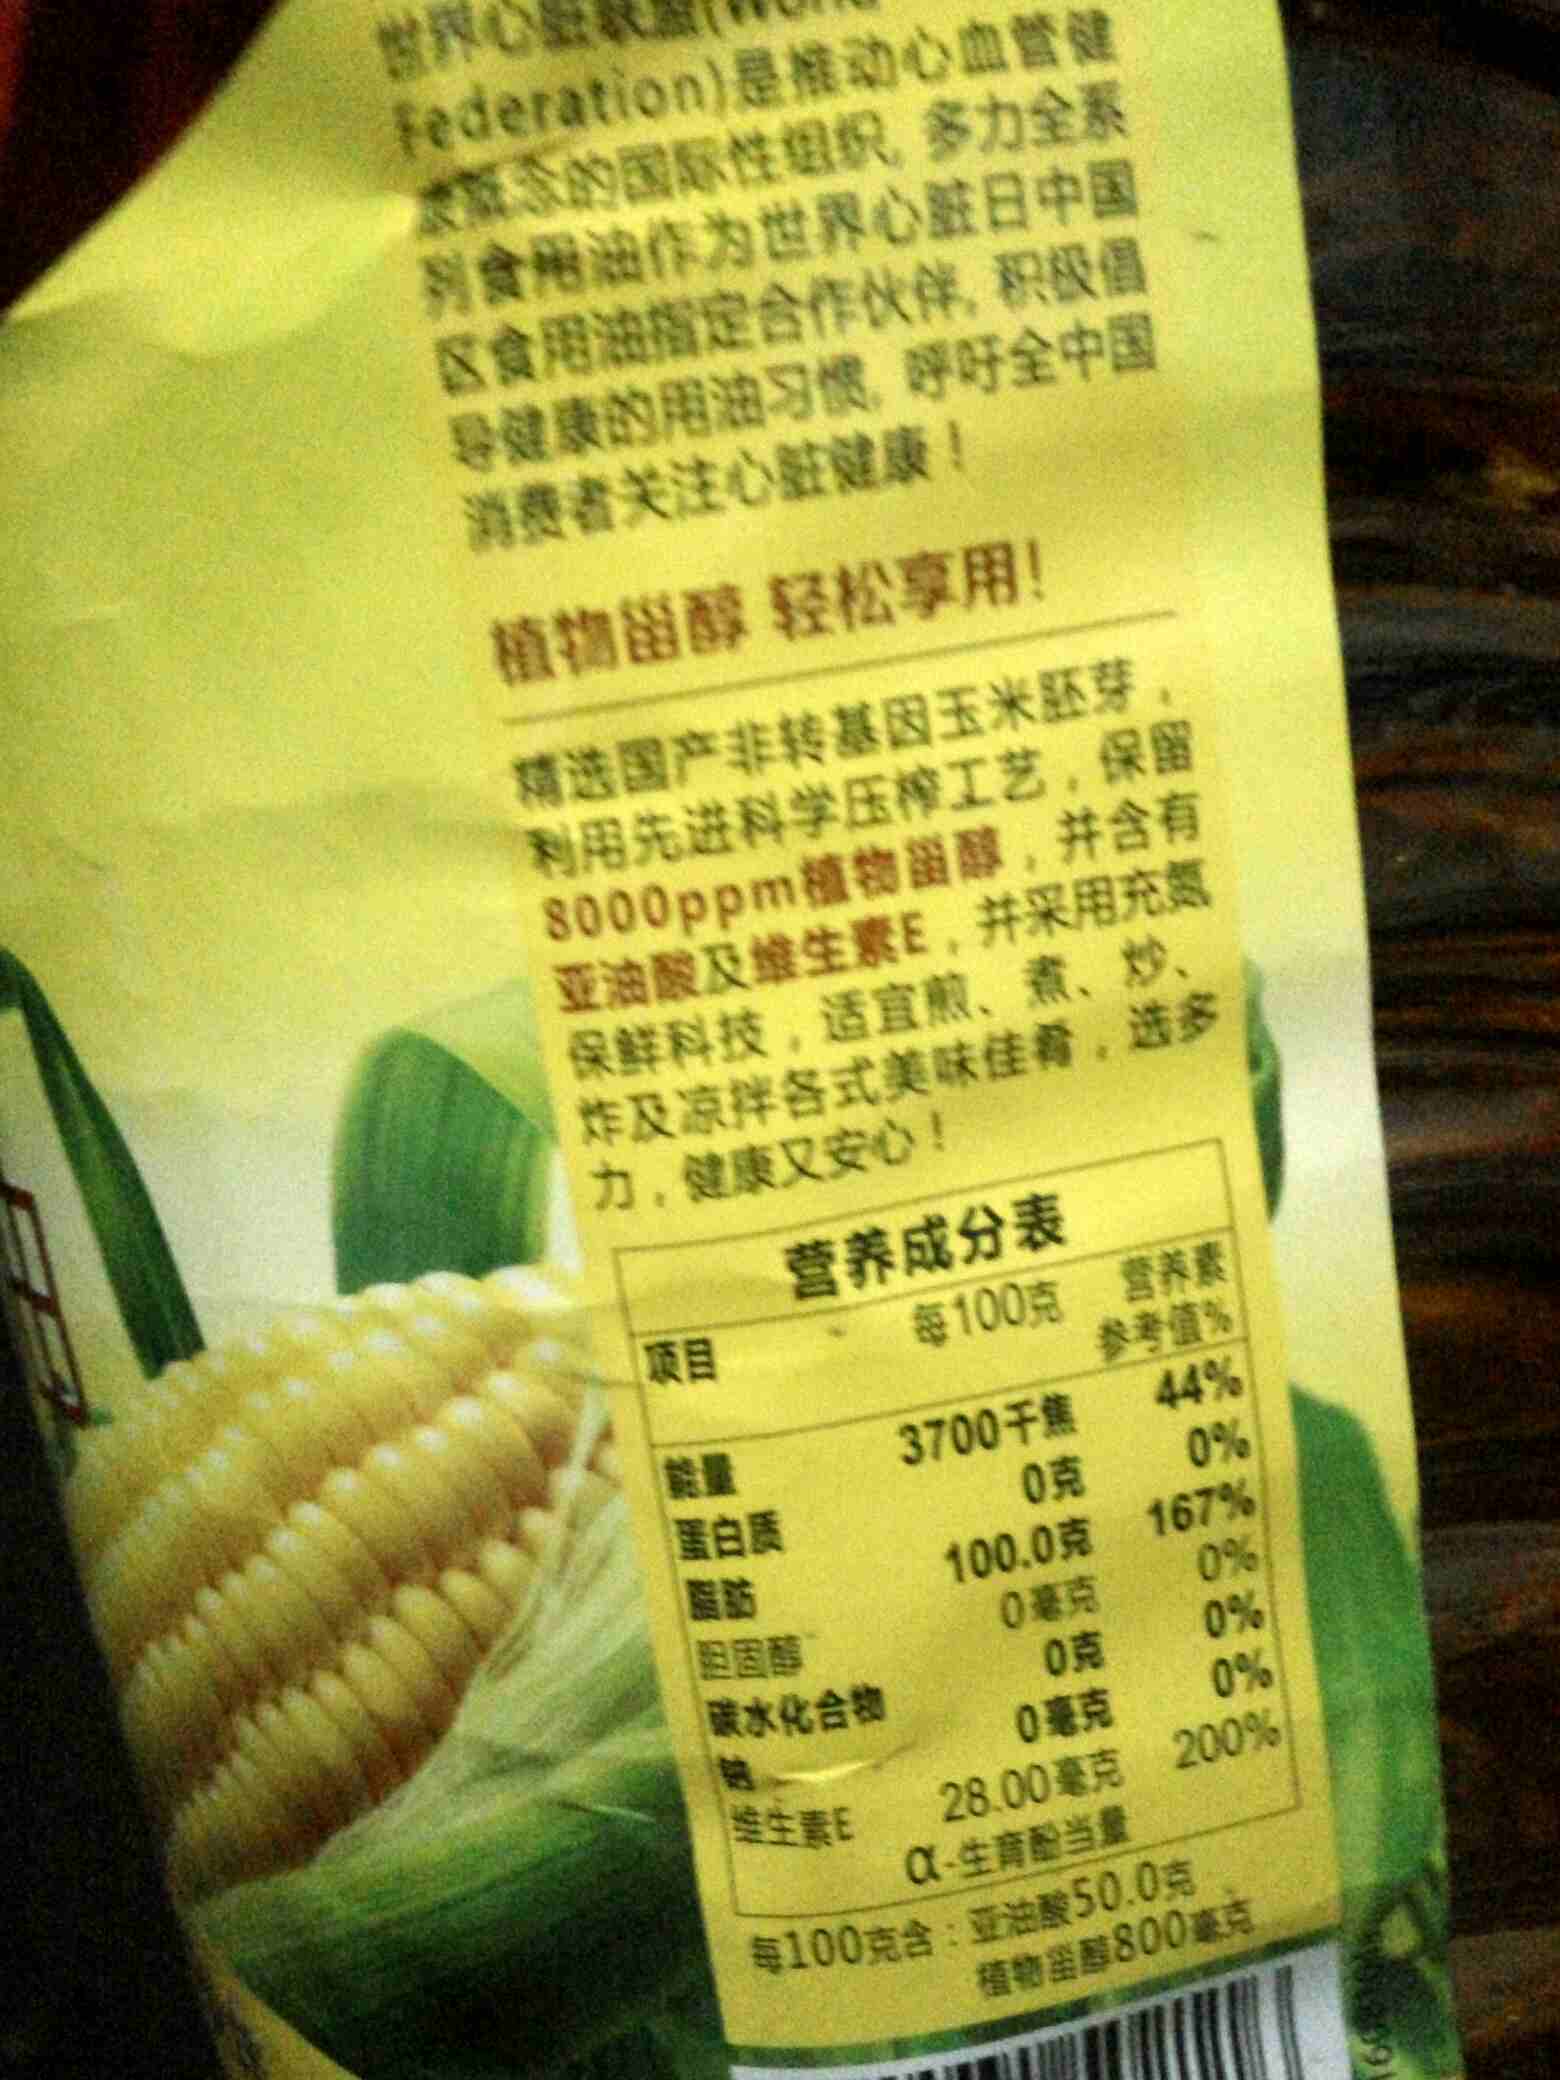 世界心脏联盟(World
Federation)是推动心血管健
康概念的国际性组织, 多力全系
列食用油作为世界心脏日中国
区食用油指定合作伙伴, 积极倡
导健康的用油习惯, 呼吁全中国
消费者关注心脏健康！
植物甾醇 轻松享用！
精选国产非转基因玉米胚芽，
利用先进科学压榨工艺，保留
8000ppm植物甾醇，并含有
亚油酸及维生素E，并采用充氮
保鲜科技，适宜煎、煮、炒、
炸及凉拌各式美味佳肴，选多
力，健康又安心！
营养成分表
项目 每100克 营养素
参考值%
能量 3700千焦 44%
蛋白质 0克 0%
脂肪 100.0克 167%
胆固醇 0毫克 0%
碳水化合物 0克 0%
钠 0毫克 0%
维生素E 28.00毫克 200%
α-生育酚当量
每100克含：亚油酸50.0克
植物甾醇800毫克